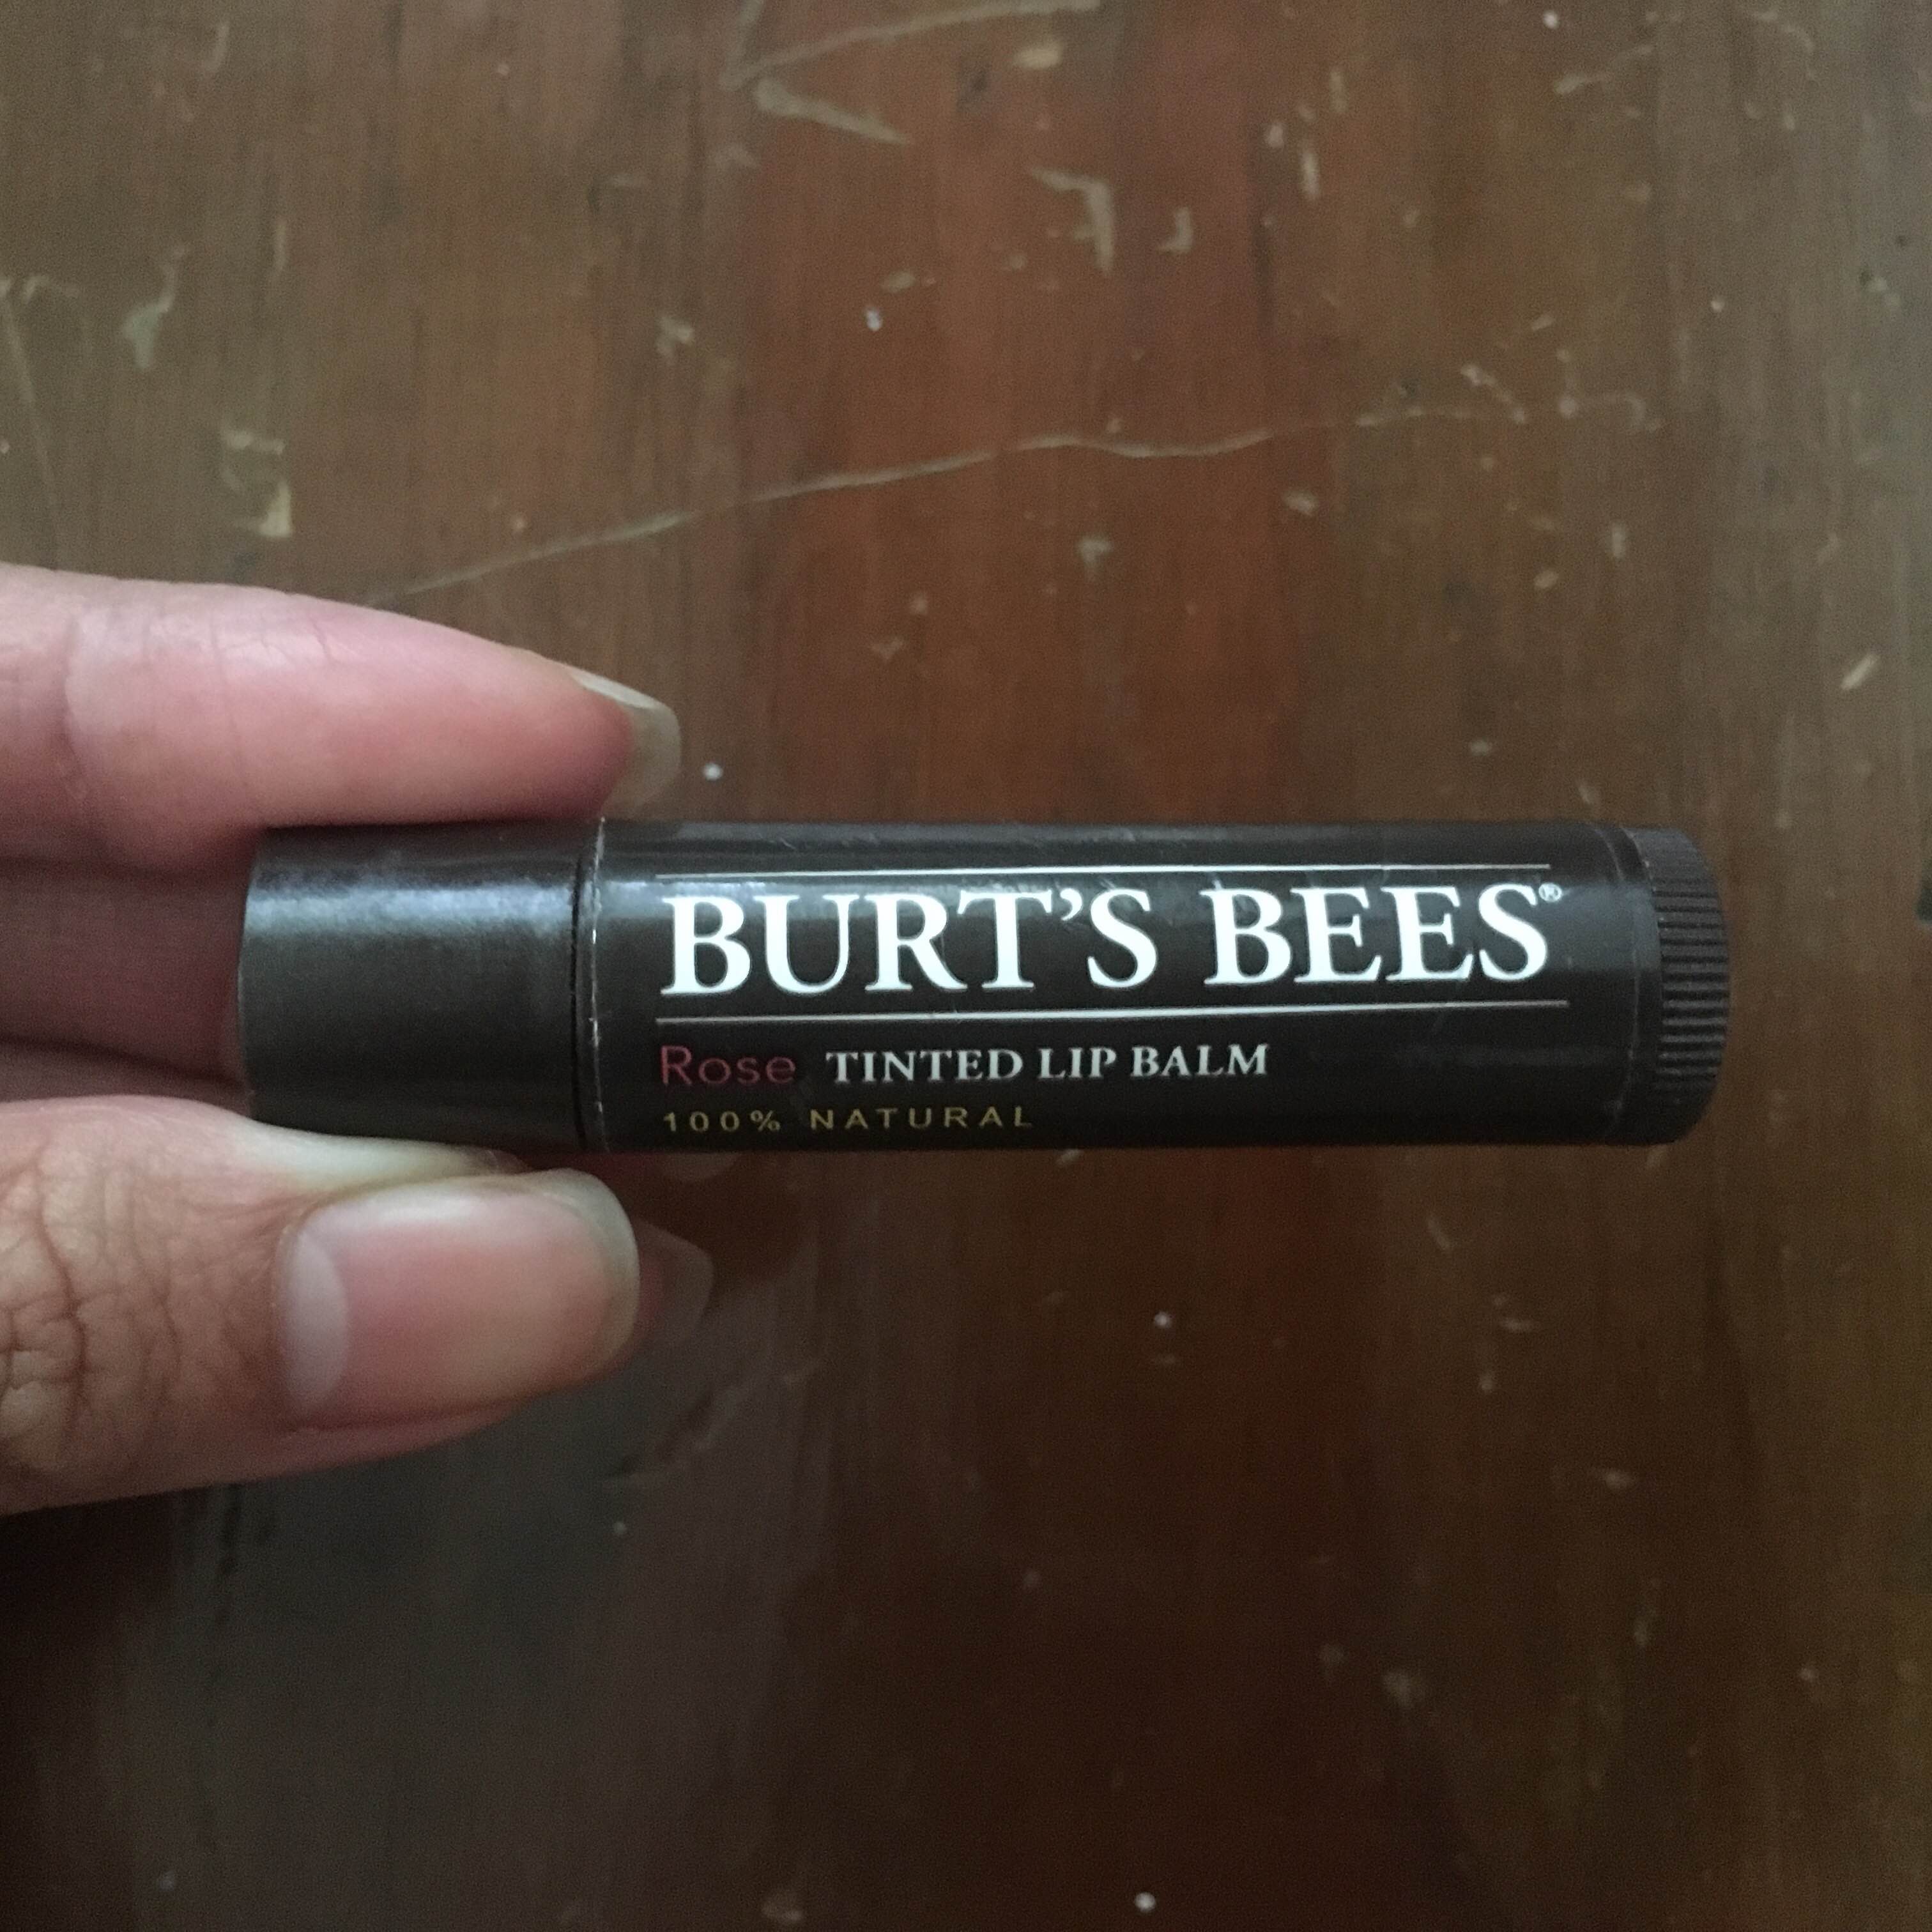 BURT'S BEES®
Rose TINTED LIP BALM
100% NATURAL